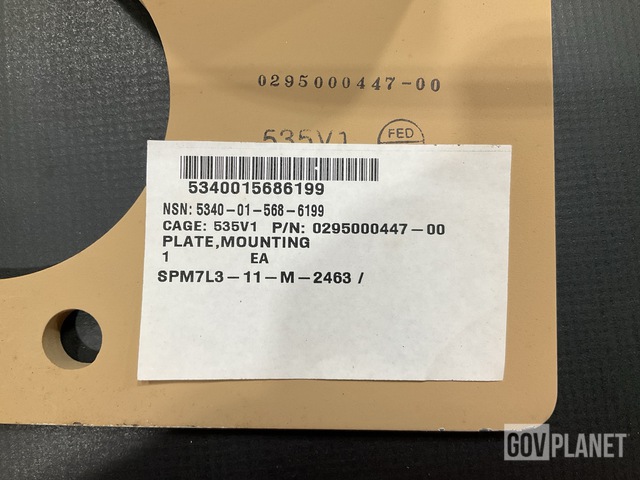 0295000447-00
535V1 FED
5340015686199
NSN: 5340-01-568-6199
CAGE: 535V1 P/N: 0295000447-00
PLATE,MOUNTING
1 EA
SPM7L3-11-M-2463 /
GOVPLANET